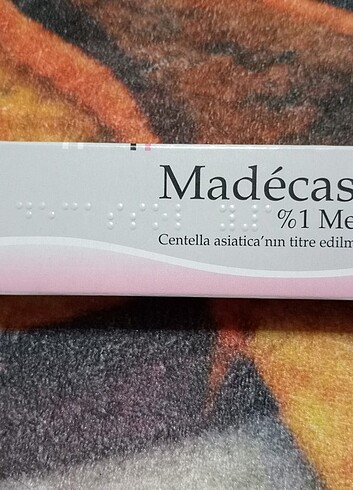 Madécas
%1 Me
Centella asiatica'nın titre edilm